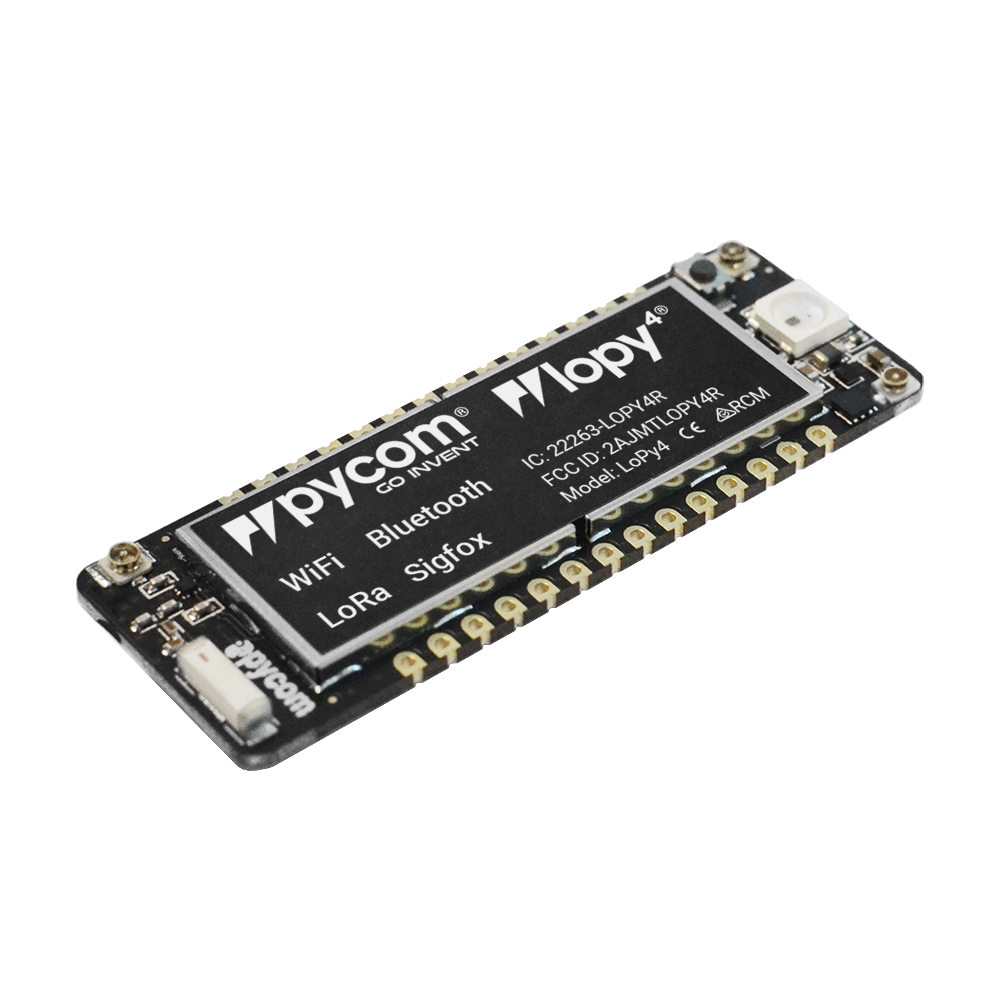 pycom®
GO INVENT
WiFi Bluetooth
LoRa Sigfox
lopy4®
IC: 22263-LOPY4R
FCC ID: 2AJMTLOPY4R
Model: LoPy4 CE RCM
pycom